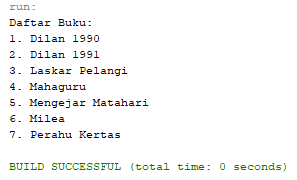 run:
Daftar Buku:
1. Dilan 1990
2. Dilan 1991
3. Laskar Pelangi
4. Mahaguru
5. Mengejar Matahari
6. Milea
7. Perahu Kertas
BUILD SUCCESSFUL (total time: 0 seconds)